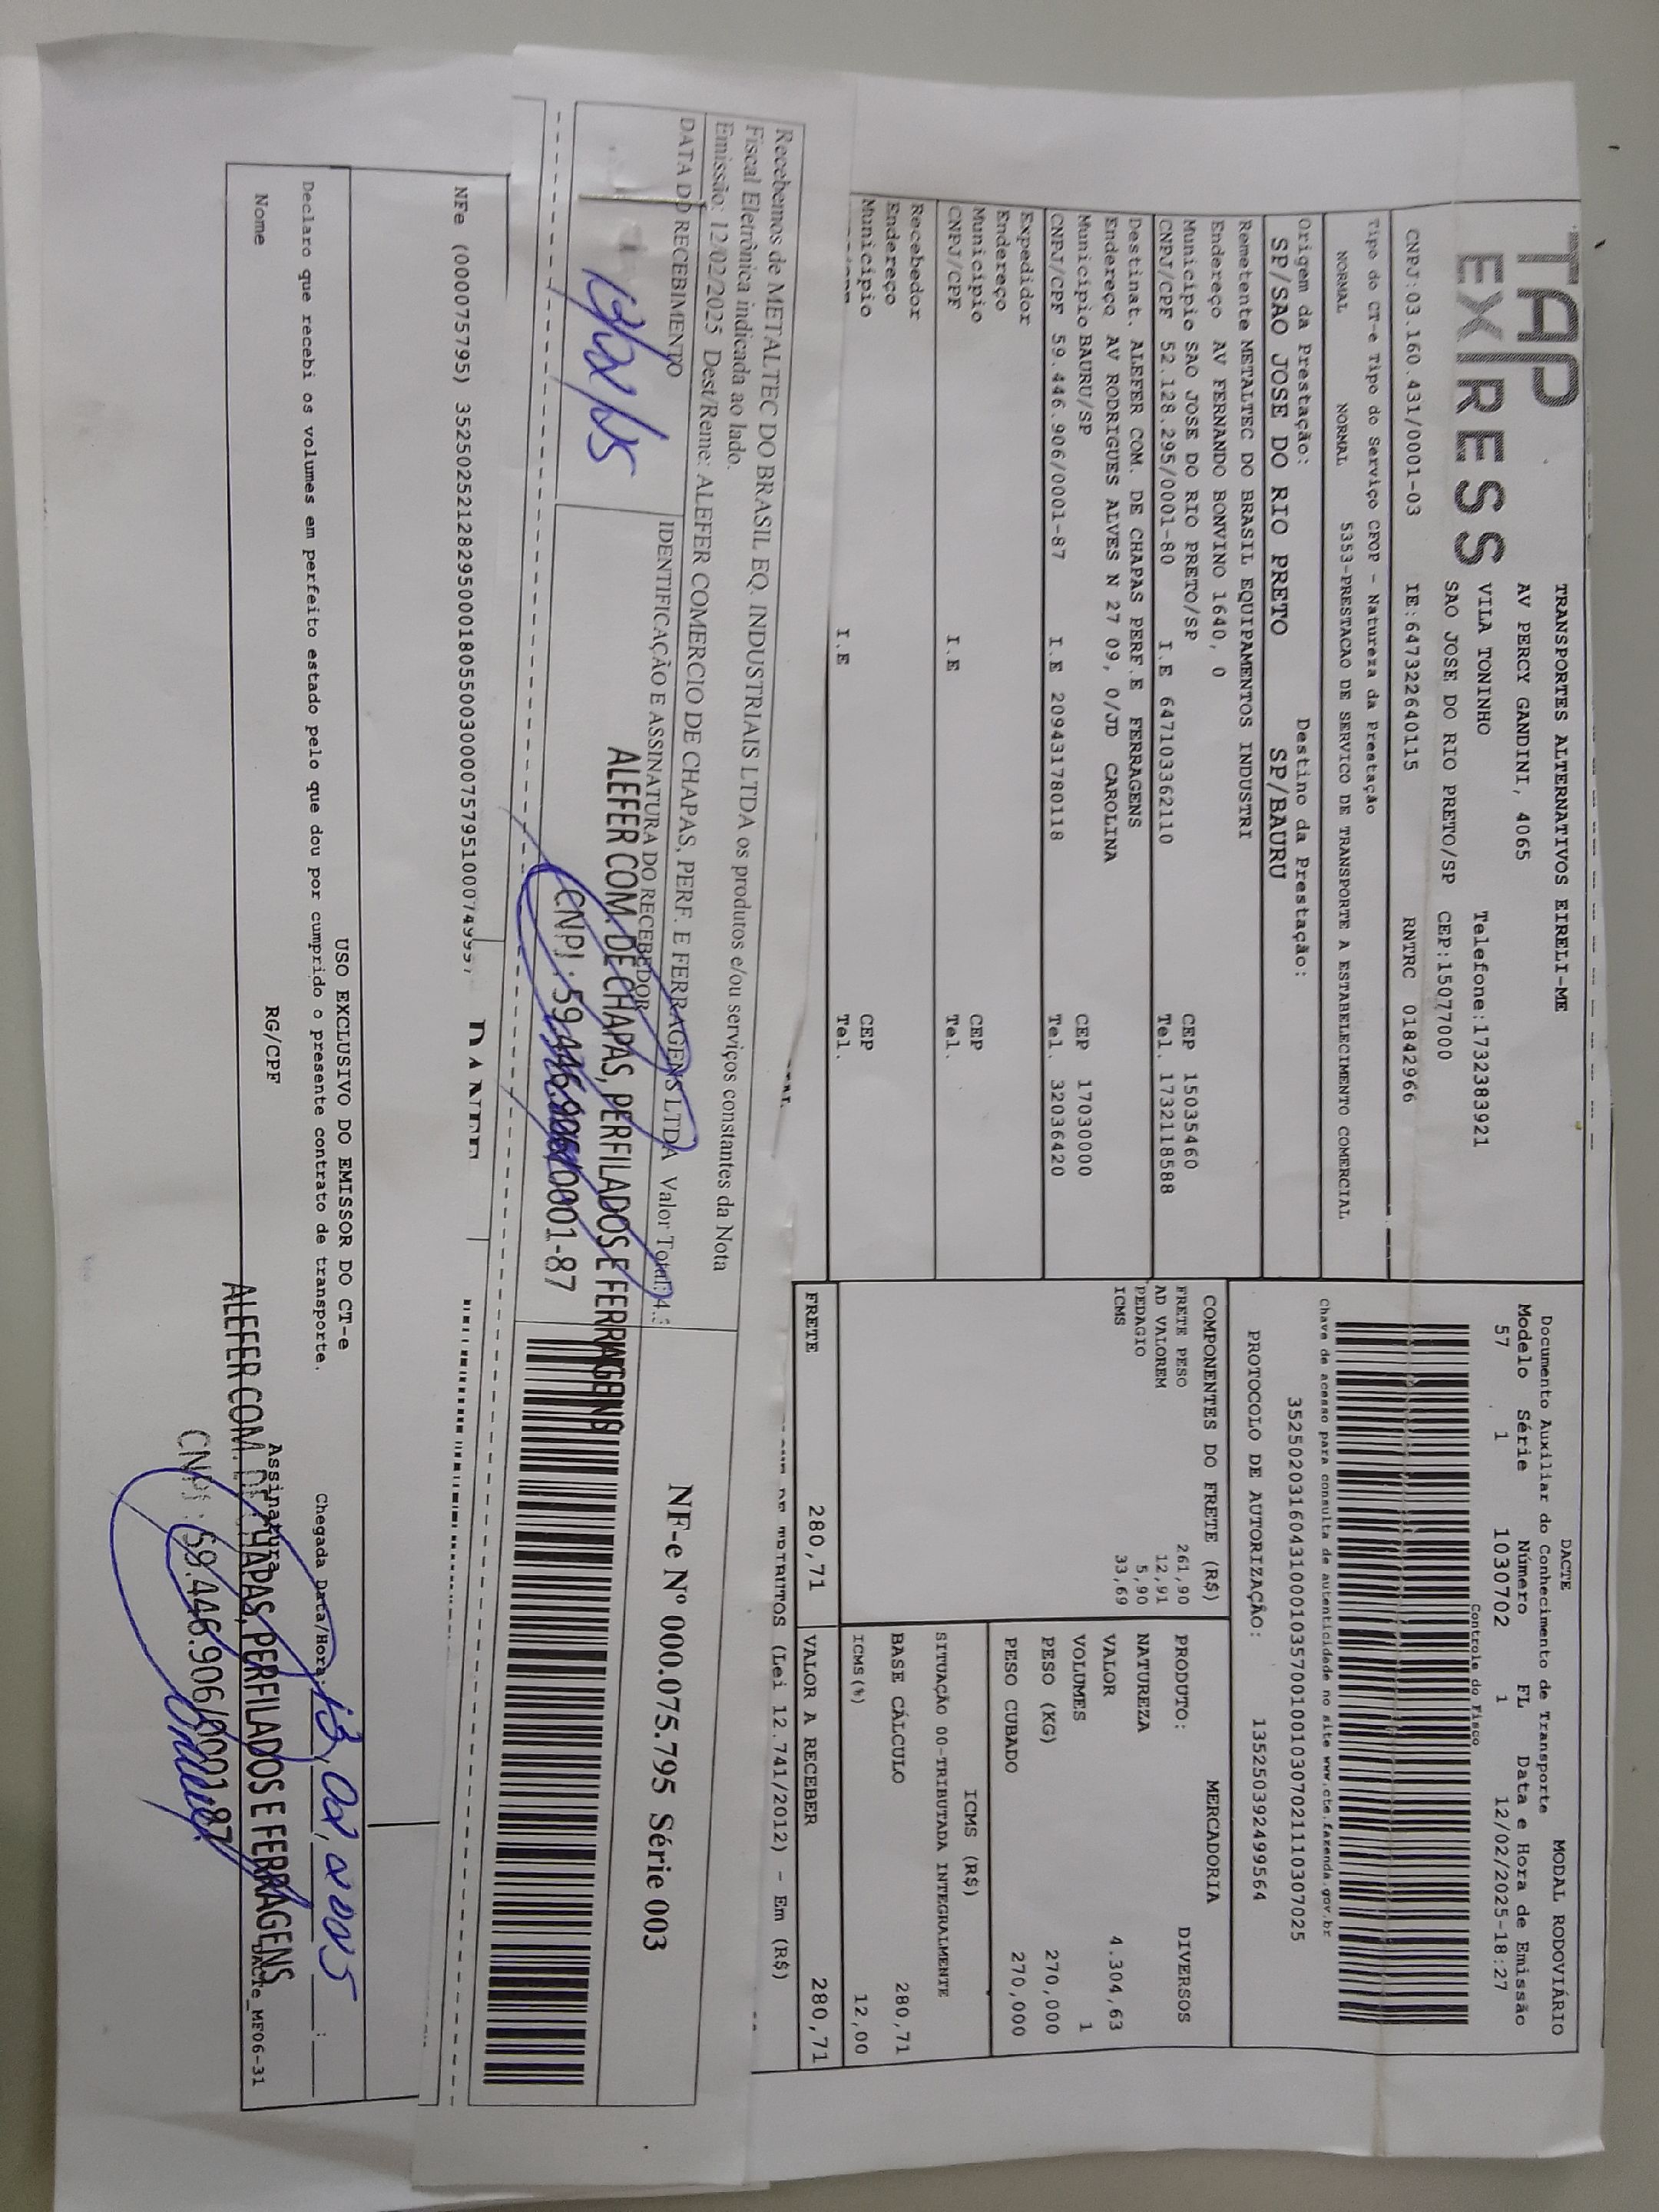 TAP
EXPRESS
TRANSPORTES ALTERNATIVOS EIRELI-ME
AV PERCY GANDINI, 4065
VILA TONINHO Telefone:1732383921
SAO JOSE DO RIO PRETO/SP CEP:15077000
CNPJ:03.160.431/0001-03 IE:647322640115 RNTRC 01842966
Tipo do CT-e Tipo do Serviço CFOP - Natureza da Prestação
NORMAL NORMAL 5353-PRESTACAO DE SERVICO DE TRANSPORTE A ESTABELECIMENTO COMERCIAL
Origem da Prestação: Destino da Prestação:
SP/SAO JOSE DO RIO PRETO SP/BAURU
Remetente METALTEC DO BRASIL EQUIPAMENTOS INDUSTRI
Endereço AV FERNANDO BONVINO 1640, 0
Município SAO JOSE DO RIO PRETO/SP CEP 15035460
CNPJ/CPF 52.128.295/0001-80 I.E 647103362110 Tel. 1732118588
Destinat. ALEFER COM. DE CHAPAS PERF.E FERRAGENS
Endereço AV RODRIGUES ALVES N 27 09, 0/JD CAROLINA
Município BAURU/SP CEP 17030000
CNPJ/CPF 59.446.906/0001-87 I.E 209431780118 Tel. 32036420
Expedidor
Endereço
Município CEP
CNPJ/CPF I.E Tel.
Recebedor
Endereço
Município CEP
I.E Tel.
DACTE MODAL RODOVIÁRIO
Documento Auxiliar do Conhecimento de Transporte
Modelo Série Número FL Data e Hora de Emissão
57 1 1030702 1 12/02/2025-18:27
Controle do Fisco
Chave de acesso para consulta de autenticidade no site www.cte.fazenda.gov.br
35250203160431000103570010010307021110307025
PROTOCOLO DE AUTORIZAÇÃO: 135250392499564
COMPONENTES DO FRETE (R$)
FRETE PESO 261,90
AD VALOREM 12,91
PEDAGIO 5,90
ICMS 33,69
MERCADORIA
PRODUTO: DIVERSOS
NATUREZA
VALOR 4.304,63
VOLUMES 1
PESO (KG) 270,000
PESO CUBADO 270,000
ICMS (R$)
SITUAÇÃO 00-TRIBUTADA INTEGRALMENTE
BASE CÁLCULO 280,71
ICMS(%) 12,00
FRETE 280,71 VALOR A RECEBER 280,71
DE TRIBUTOS (Lei 12.741/2012) - Em (R$)
Recebemos de METALTEC DO BRASIL EQ. INDUSTRIAIS LTDA os produtos e/ou serviços constantes da Nota
Fiscal Eletrônica indicada ao lado.
Emissão: 12/02/2025 Dest/Reme: ALEFER COMERCIO DE CHAPAS, PERF. E FERRAGENS LTDA Valor Total: 4.
DATA DO RECEBIMENTO IDENTIFICAÇÃO E ASSINATURA DO RECEBEDOR
ALEFER COM. DE CHAPAS, PERFILADOS E FERRAGENS
CNPJ: 59.446.906/0001-87
NF-e Nº 000.075.795 Série 003
DANFE
NFe (000075795)
USO EXCLUSIVO DO EMISSOR DO CT-e
Declaro que recebi os volumes em perfeito estado pelo que dou por cumprido o presente contrato de transporte. Chegada Data/Hora 13, 02, 2025 :
Nome RG/CPF Assinatura
ALEFER COM. DE CHAPAS, PERFILADOS E FERRAGENS
CNPJ: 59.446.906/0001-87
DACTe_MF06-31